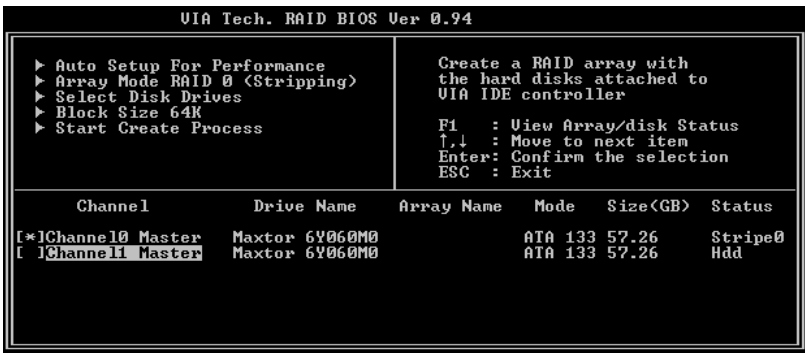 VIA Tech. RAID BIOS Ver 0.94
Auto Setup For Performance
Array Mode RAID 0 (Stripping)
Select Disk Drives
Block Size 64K
Start Create Process
Create a RAID array with
the hard disks attached to
VIA IDE controller
F1 : View Array/disk Status
↑,↓ : Move to next item
Enter: Confirm the selection
ESC : Exit
Channel Drive Name Array Name Mode Size(GB) Status
[*]Channel0 Master Maxtor 6Y060M0 ATA 133 57.26 Stripe0
[ ]Channel1 Master Maxtor 6Y060M0 ATA 133 57.26 Hdd